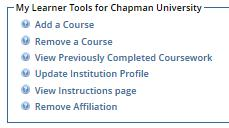 My Learner Tools for Chapman University
Add a Course
Remove a Course
View Previously Completed Coursework
Update Institution Profile
View Instructions page
Remove Affiliation